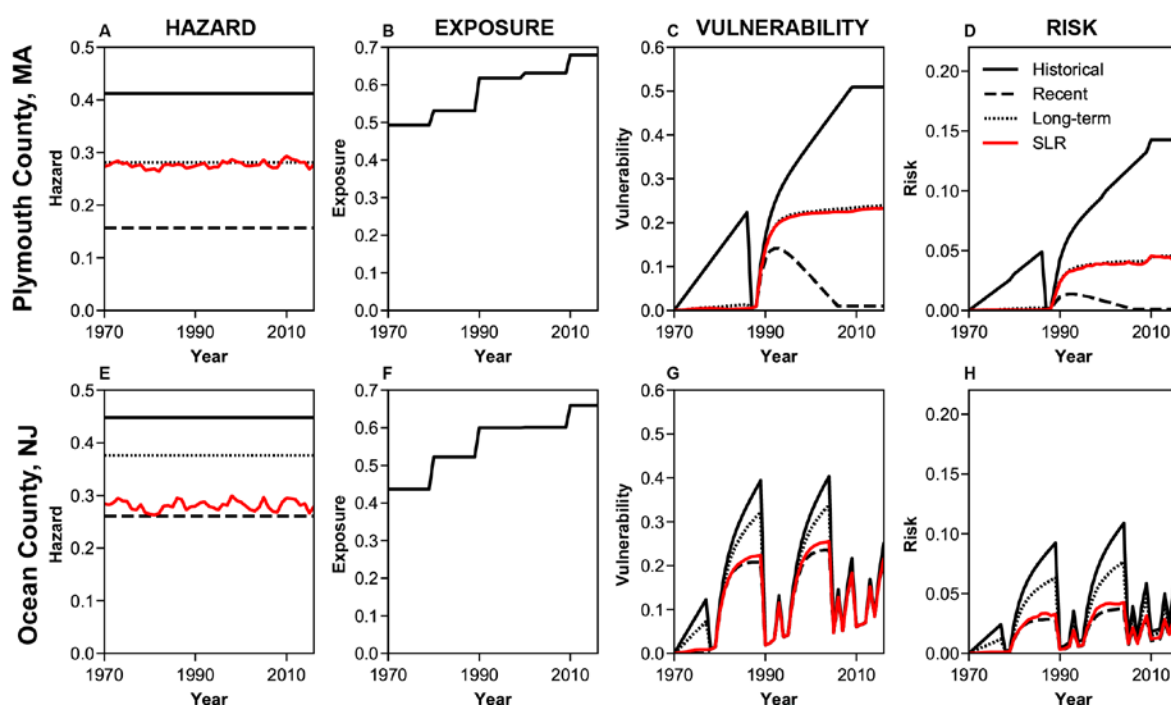 A HAZARD B EXPOSURE C VULNERABILITY D RISK
Plymouth County, MA
Hazard
0.5
0.4
0.3
0.2
0.1
0.0
1970 1990 2010
Year
Exposure
0.7
0.6
0.5
0.4
0.3
0.2
0.1
0.0
1970 1990 2010
Year
Vulnerability
0.6
0.5
0.4
0.3
0.2
0.1
0.0
1970 1990 2010
Year
Risk
0.20
0.15
0.10
0.05
0.00
Historical
Recent
Long-term
SLR
1970 1990 2010
Year
Ocean County, NJ
E
Hazard
0.5
0.4
0.3
0.2
0.1
0.0
1970 1990 2010
Year
F
Exposure
0.7
0.6
0.5
0.4
0.3
0.2
0.1
0.0
1970 1990 2010
Year
G
Vulnerability
0.6
0.5
0.4
0.3
0.2
0.1
0.0
1970 1990 2010
Year
H
Risk
0.20
0.15
0.10
0.05
0.00
1970 1990 2010
Year